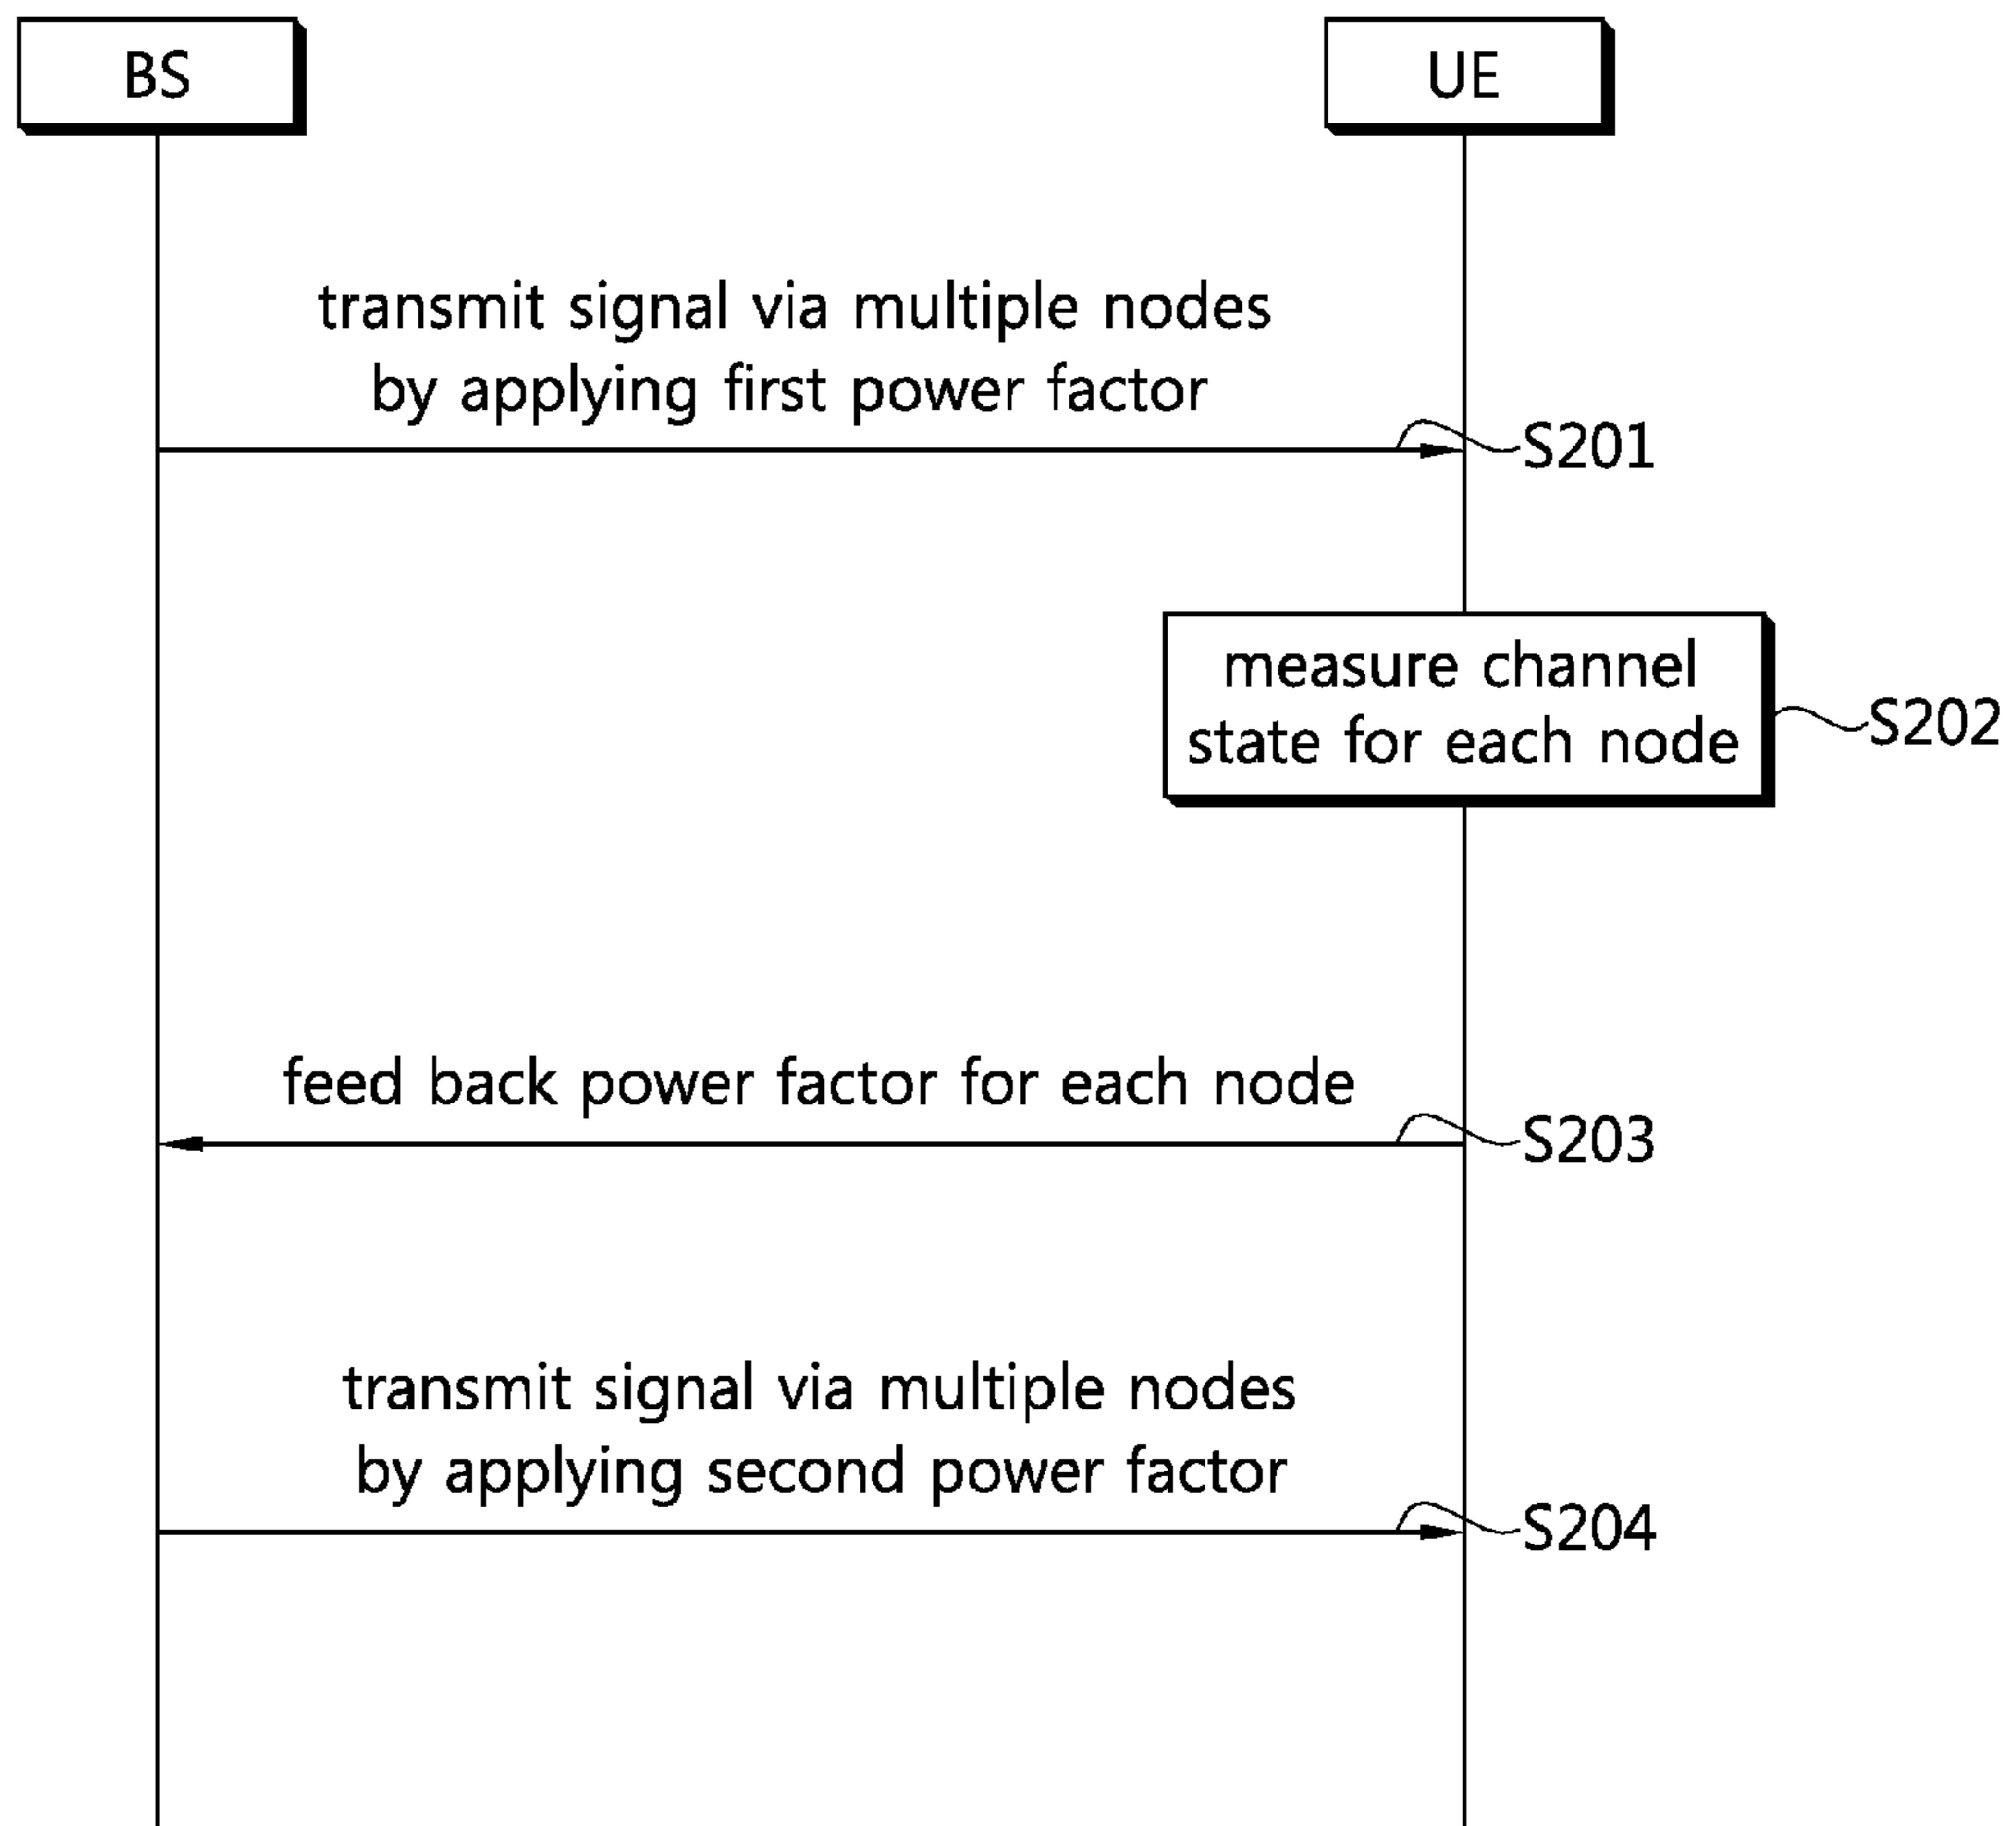 BS
UE
transmit signal via multiple nodes
by applying first power factor
S201
measure channel
state for each node
S202
feed back power factor for each node
S203
transmit signal via multiple nodes
by applying second power factor
S204